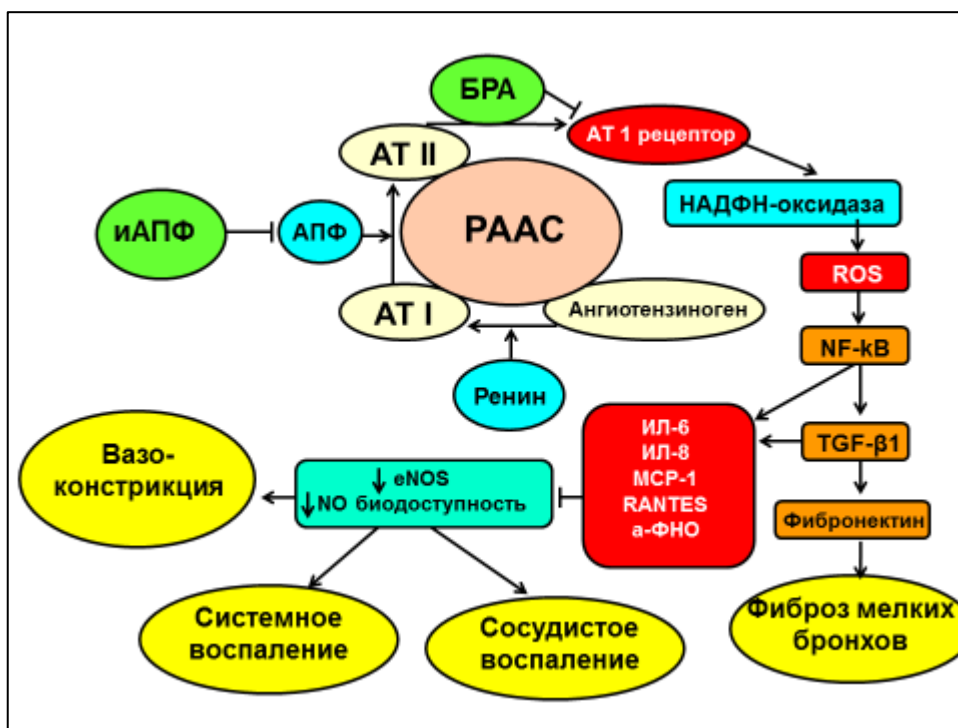 БРА
АТ 1 рецептор
АТ II
НАДФН-оксидаза
иАПФ
АПФ
РААС
ROS
АТ I
Ангиотензиноген
NF-kB
Ренин
ИЛ-6
ИЛ-8
MCP-1
RANTES
а-ФНО
TGF-β1
Вазо-
констрикция
↓ eNOS
↓NO биодоступность
Фибронектин
Системное
воспаление
Сосудистое
воспаление
Фиброз мелких
бронхов